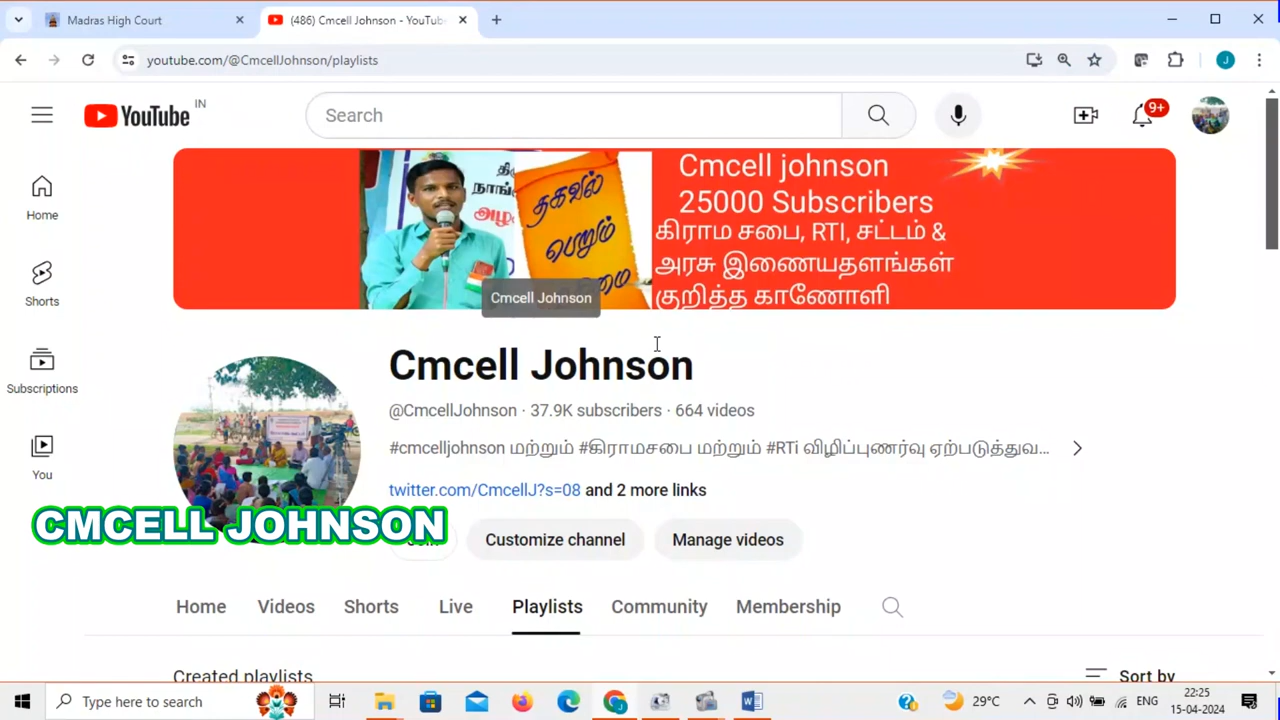 Madras High Court
(486) Cmcell Johnson - YouTub
youtube.com/@CmcellJohnson/playlists
YouTube IN
Search
9+
Home
Shorts
Subscriptions
You
நாங்
அழ
தகவல்
பெறும்
Cmcell johnson
25000 Subscribers
கிராம சபை, RTI, சட்டம் &
அரசு இணையதளங்கள்
குறித்த காணோளி
Cmcell Johnson
Cmcell Johnson
@CmcellJohnson · 37.9K subscribers · 664 videos
#cmcelljohnson மற்றும் #கிராமசபை மற்றும் #RTi விழிப்புணர்வு ஏற்படுத்துவ...
twitter.com/CmcellJ?s=08 and 2 more links
CMCELL JOHNSON
Customize channel
Manage videos
Home Videos Shorts Live Playlists Community Membership
Created playlists
Sort by
Type here to search
29°C
ENG
22:25
15-04-2024